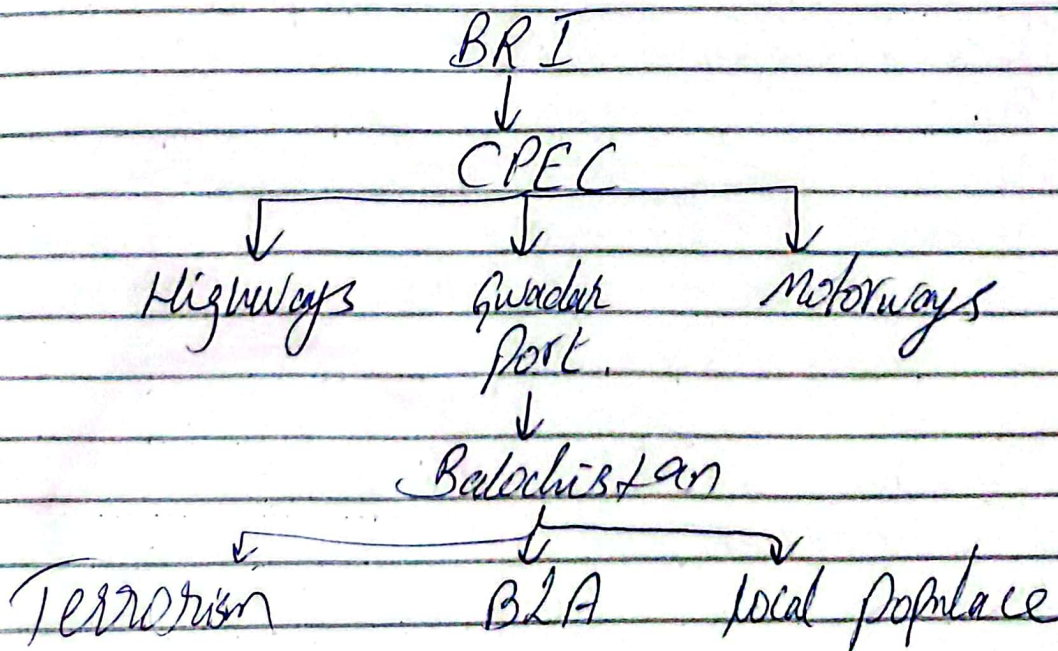 BRI
CPEC
Highways Gwadar Motorways
Port.
Balochistan
Terrorism BLA local populace